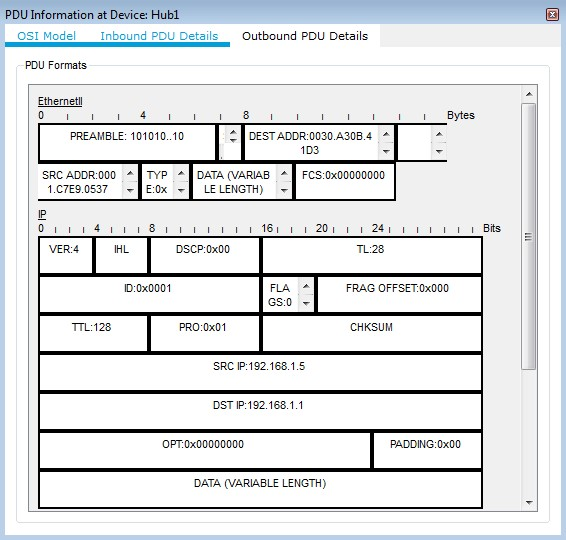 PDU Information at Device: Hub1
OSI Model Inbound PDU Details Outbound PDU Details
PDU Formats
EthernetII
0 4 8 Bytes
PREAMBLE: 101010..10 DEST ADDR:0030.A30B.4
1D3
SRC ADDR:000 TYP DATA (VARIAB FCS:0x00000000
1.C7E9.0537 E:0x LE LENGTH)
IP
0 4 8 16 20 24 Bits
VER:4 IHL DSCP:0x00 TL:28
ID:0x0001 FLA FRAG OFFSET:0x000
GS:0
TTL:128 PRO:0x01 CHKSUM
SRC IP:192.168.1.5
DST IP:192.168.1.1
OPT:0x00000000 PADDING:0x00
DATA (VARIABLE LENGTH)